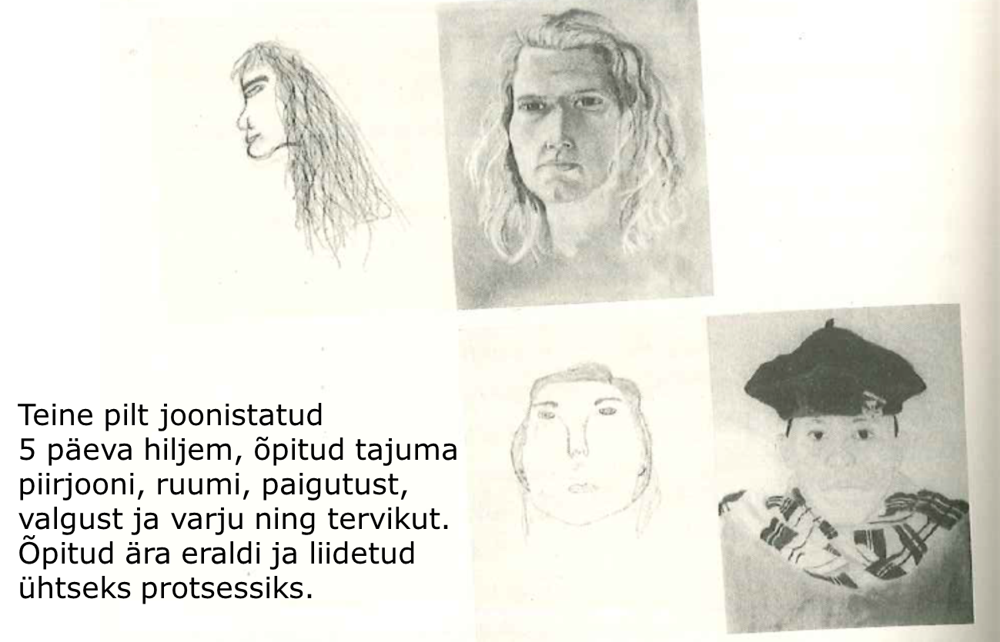 Teine pilt joonistatud
5 päeva hiljem, õpitud tajuma
piirjooni, ruumi, paigutust,
valgust ja varju ning tervikut.
Õpitud ära eraldi ja liidetud
ühtseks protsessiks.